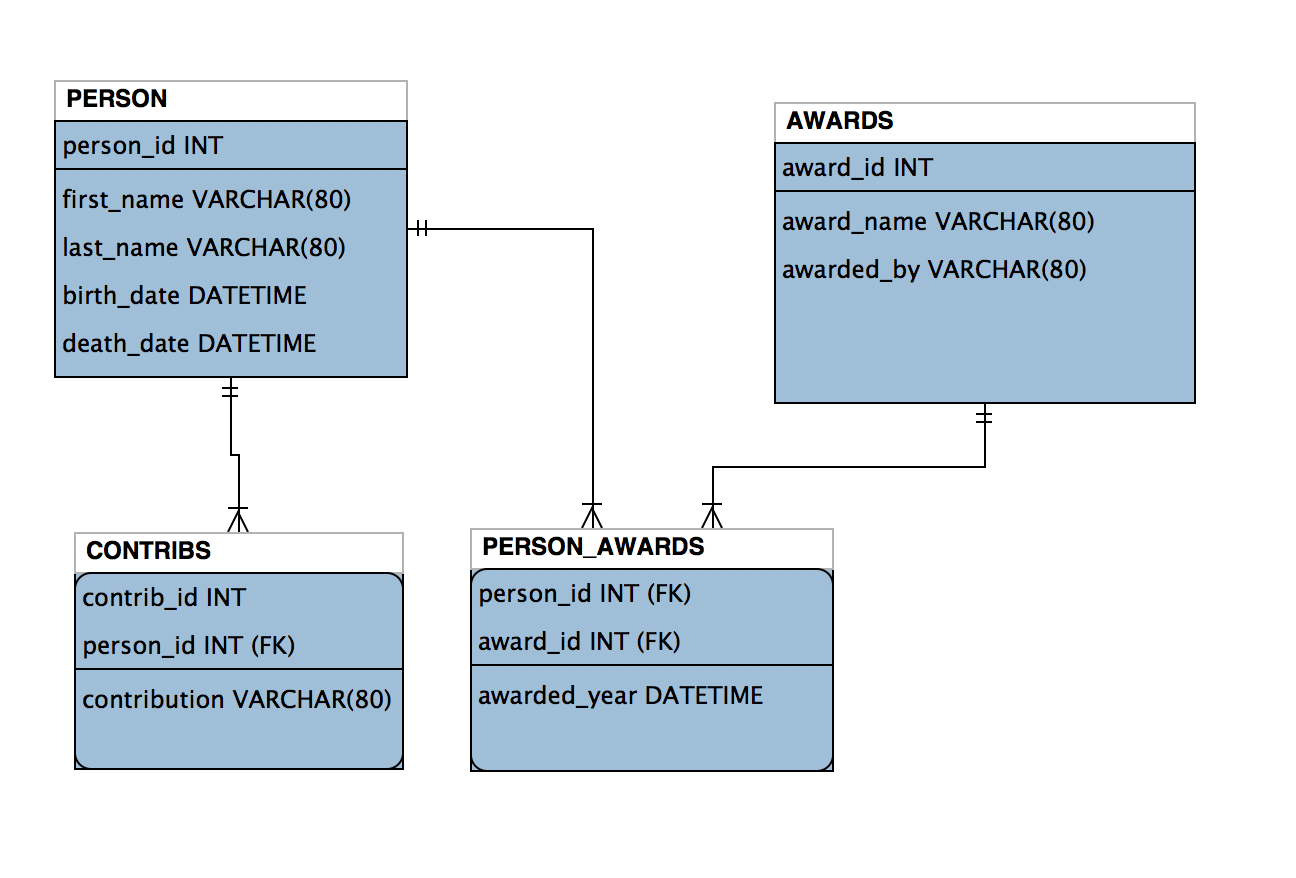 PERSON
person_id INT
first_name VARCHAR(80)
last_name VARCHAR(80)
birth_date DATETIME
death_date DATETIME
AWARDS
award_id INT
award_name VARCHAR(80)
awarded_by VARCHAR(80)
CONTRIBS
contrib_id INT
person_id INT (FK)
contribution VARCHAR(80)
PERSON_AWARDS
person_id INT (FK)
award_id INT (FK)
awarded_year DATETIME